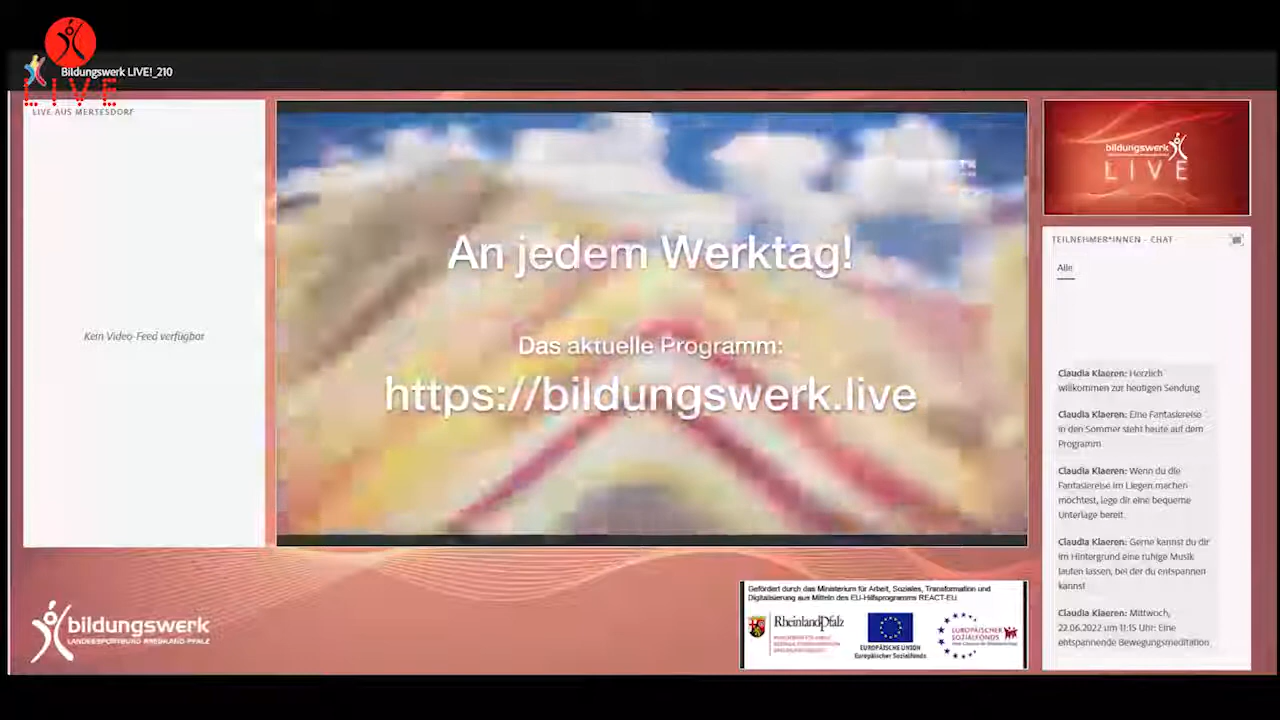 Bildungswerk LIVE!_210
LIVE
LIVE AUS MERTESDORF
Kein Video-Feed verfügbar
An jedem Werktag!
Das aktuelle Programm:
https://bildungswerk.live
bildungswerk
LIVE
TEILNEHMER*INNEN - CHAT
Alle
Claudia Klaeren: Herzlich
willkommen zur heutigen Sendung
Claudia Klaeren: Eine Fantasiereise
in den Sommer steht heute auf dem
Programm
Claudia Klaeren: Wenn du die
Fantasiereise im Liegen machen
möchtest, lege dir eine bequeme
Unterlage bereit.
Claudia Klaeren: Gerne kannst du dir
im Hintergrund eine ruhige Musik
laufen lassen, bei der du entspannen
kannst
Claudia Klaeren: Mittwoch,
22.06.2022 um 11:15 Uhr: Eine
entspannende Bewegungsmeditation
bildungswerk
LANDESSPORTBUND RHEINLAND-PFALZ
Gefördert durch das Ministerium für Arbeit, Soziales, Transformation und
Digitalisierung aus Mitteln des EU-Hilfsprogramms REACT-EU
RheinlandPfalz
EUROPÄISCHE UNION
Europäischer Sozialfonds
EUROPÄISCHER
SOZIALFONDS